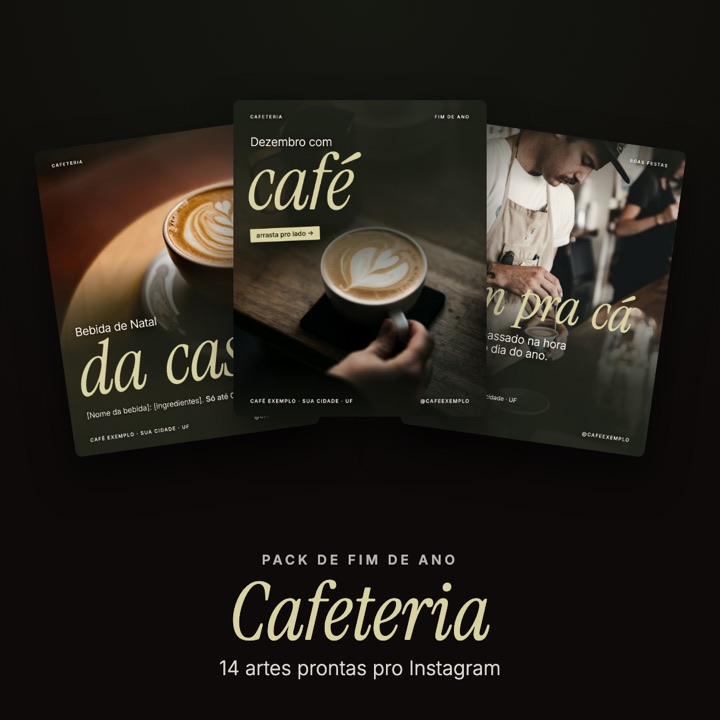 CAFETERIA
Bebida de Natal
da cas
[Nome da bebida]: [ingredientes]. Só até
CAFÉ EXEMPLO · SUA CIDADE · UF
CAFETERIA
FIM DE ANO
Dezembro com
café
arrasta pro lado →
CAFÉ EXEMPLO · SUA CIDADE · UF
@CAFEEXEMPLO
BOAS FESTAS
pra cá
assado na hora
dia do ano.
cidade · UF
@CAFEEXEMPLO
PACK DE FIM DE ANO
Cafeteria
14 artes prontas pro Instagram